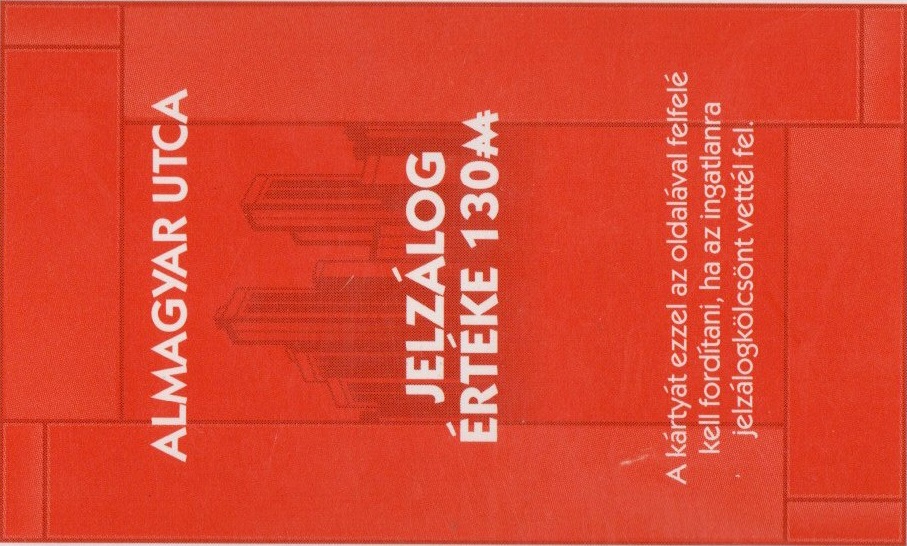 ALMAGYAR UTCA
JELZÁLOG
ÉRTÉKE 130₳
A kártyát ezzel az oldalával felfelé
kell fordítani, ha az ingatlanra
jelzálogkölcsönt vettél fel.